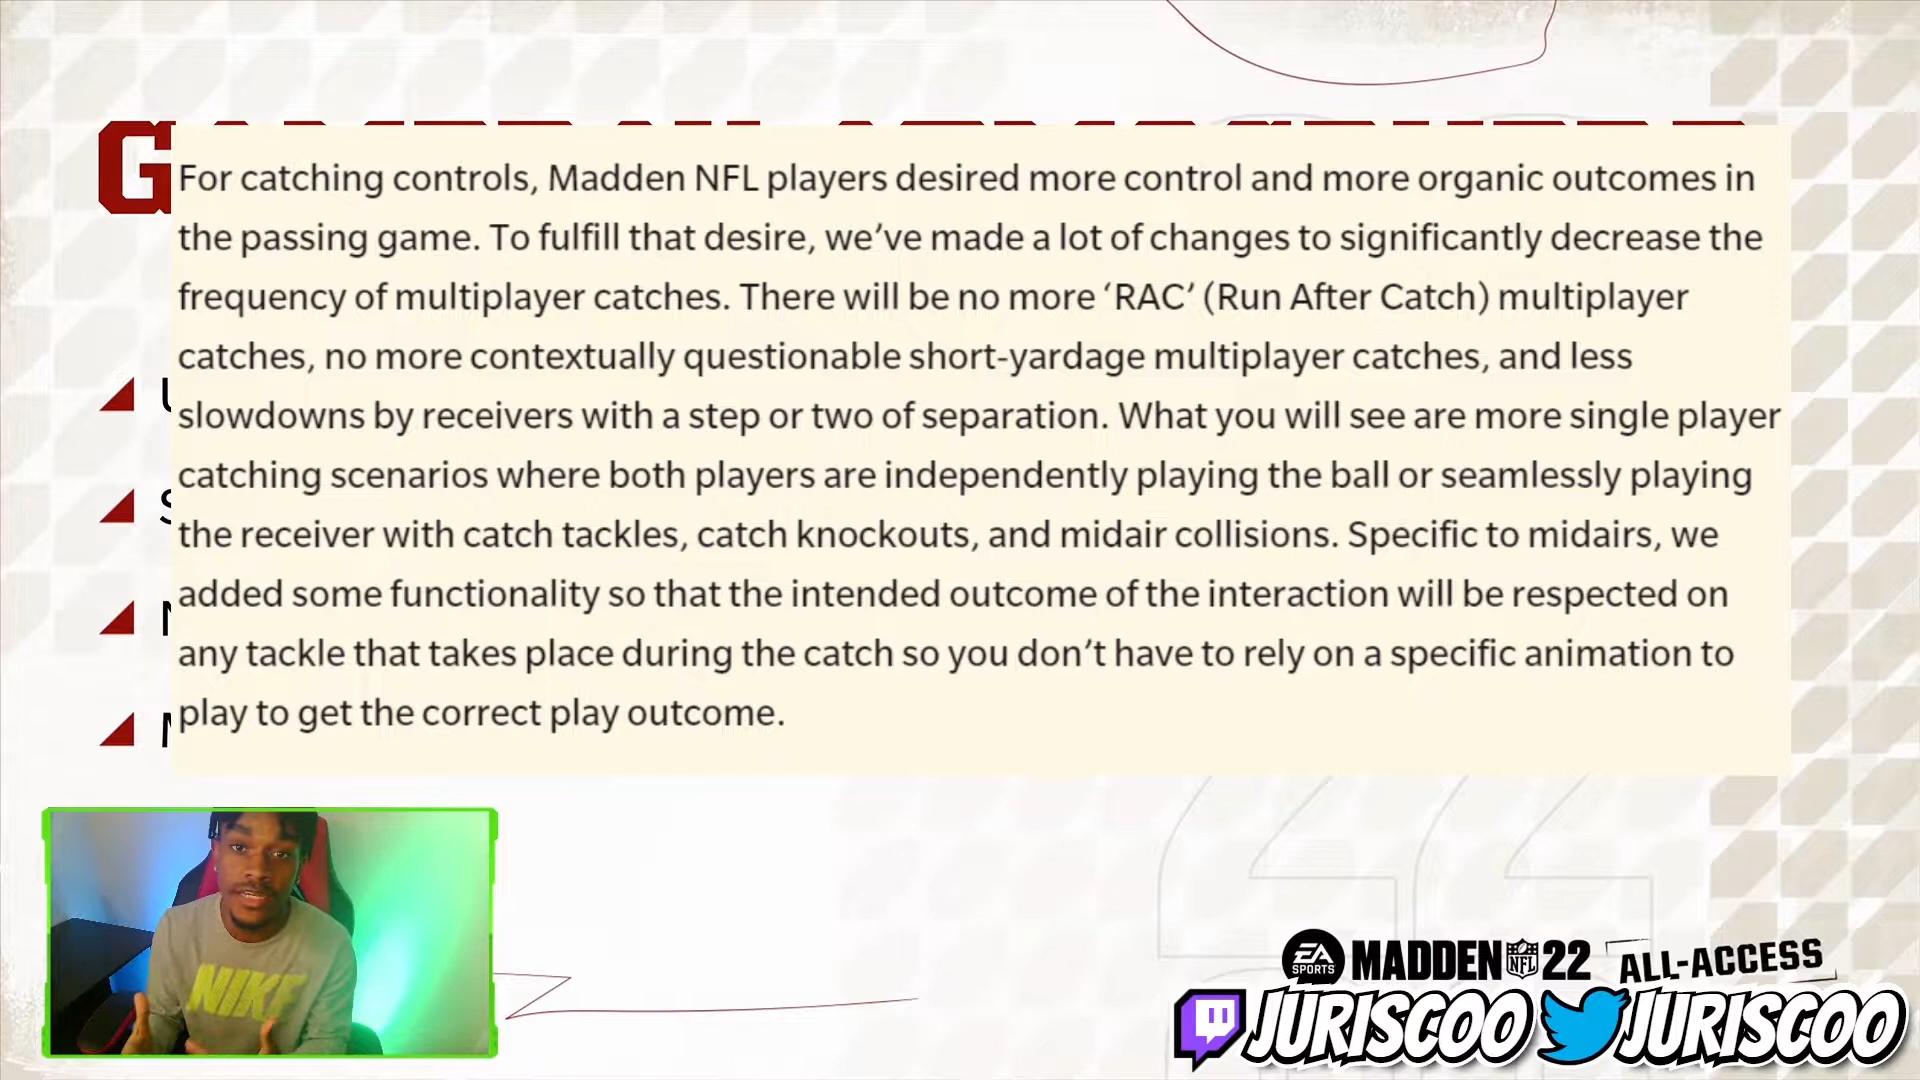 For catching controls, Madden NFL players desired more control and more organic outcomes in
the passing game. To fulfill that desire, we’ve made a lot of changes to significantly decrease the
frequency of multiplayer catches. There will be no more ‘RAC’ (Run After Catch) multiplayer
catches, no more contextually questionable short-yardage multiplayer catches, and less
slowdowns by receivers with a step or two of separation. What you will see are more single player
catching scenarios where both players are independently playing the ball or seamlessly playing
the receiver with catch tackles, catch knockouts, and midair collisions. Specific to midairs, we
added some functionality so that the intended outcome of the interaction will be respected on
any tackle that takes place during the catch so you don’t have to rely on a specific animation to
play to get the correct play outcome.
NIKE
EA SPORTS MADDEN NFL 22 ALL-ACCESS
JURISCOO JURISCOO